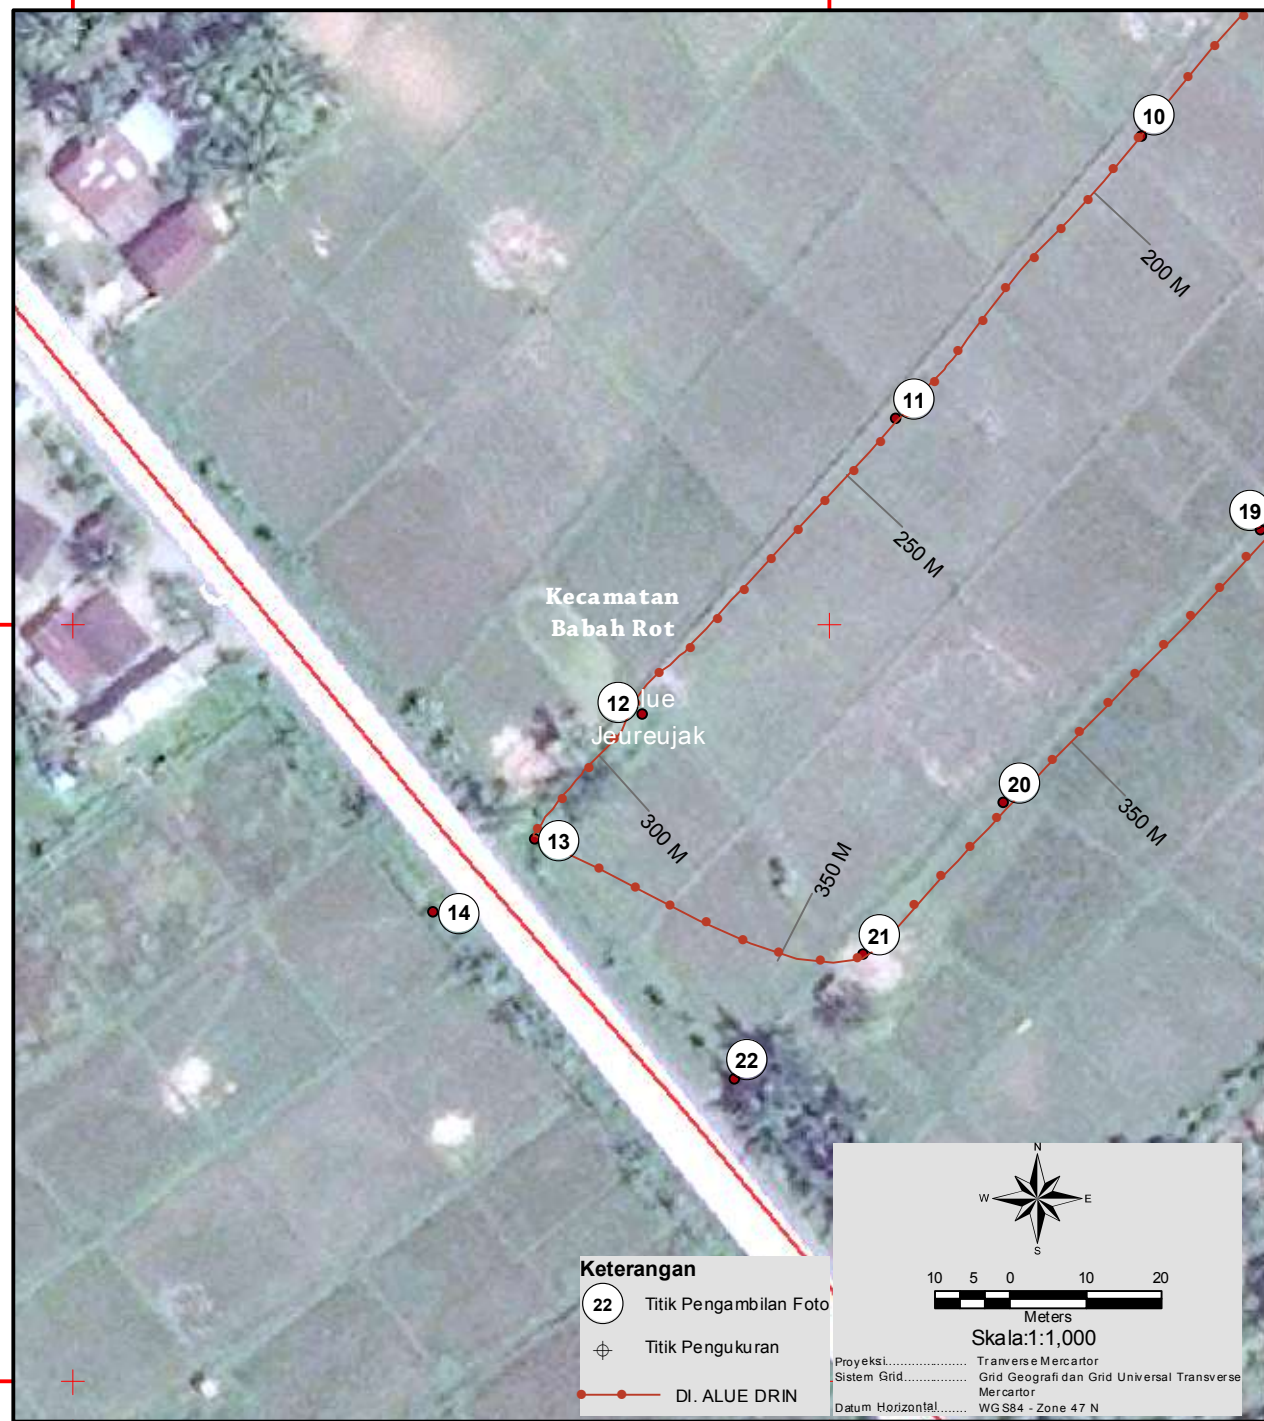 10
200 M
11
19
250 M
Kecamatan
Babah Rot
12
lue
Jeureujak
20
350 M
300 M
13
350 M
14
21
22
N
W
E
S
Keterangan
22 Titik Pengambilan Foto
Titik Pengukuran
DI. ALUE DRIN
10 5 0 10 20
Meters
Skala:1:1,000
Proyeksi.................... Tranverse Mercartor
Sistem Grid................ Grid Geografi dan Grid Universal Transverse
Mercartor
Datum Horizontal....... WGS84 - Zone 47 N